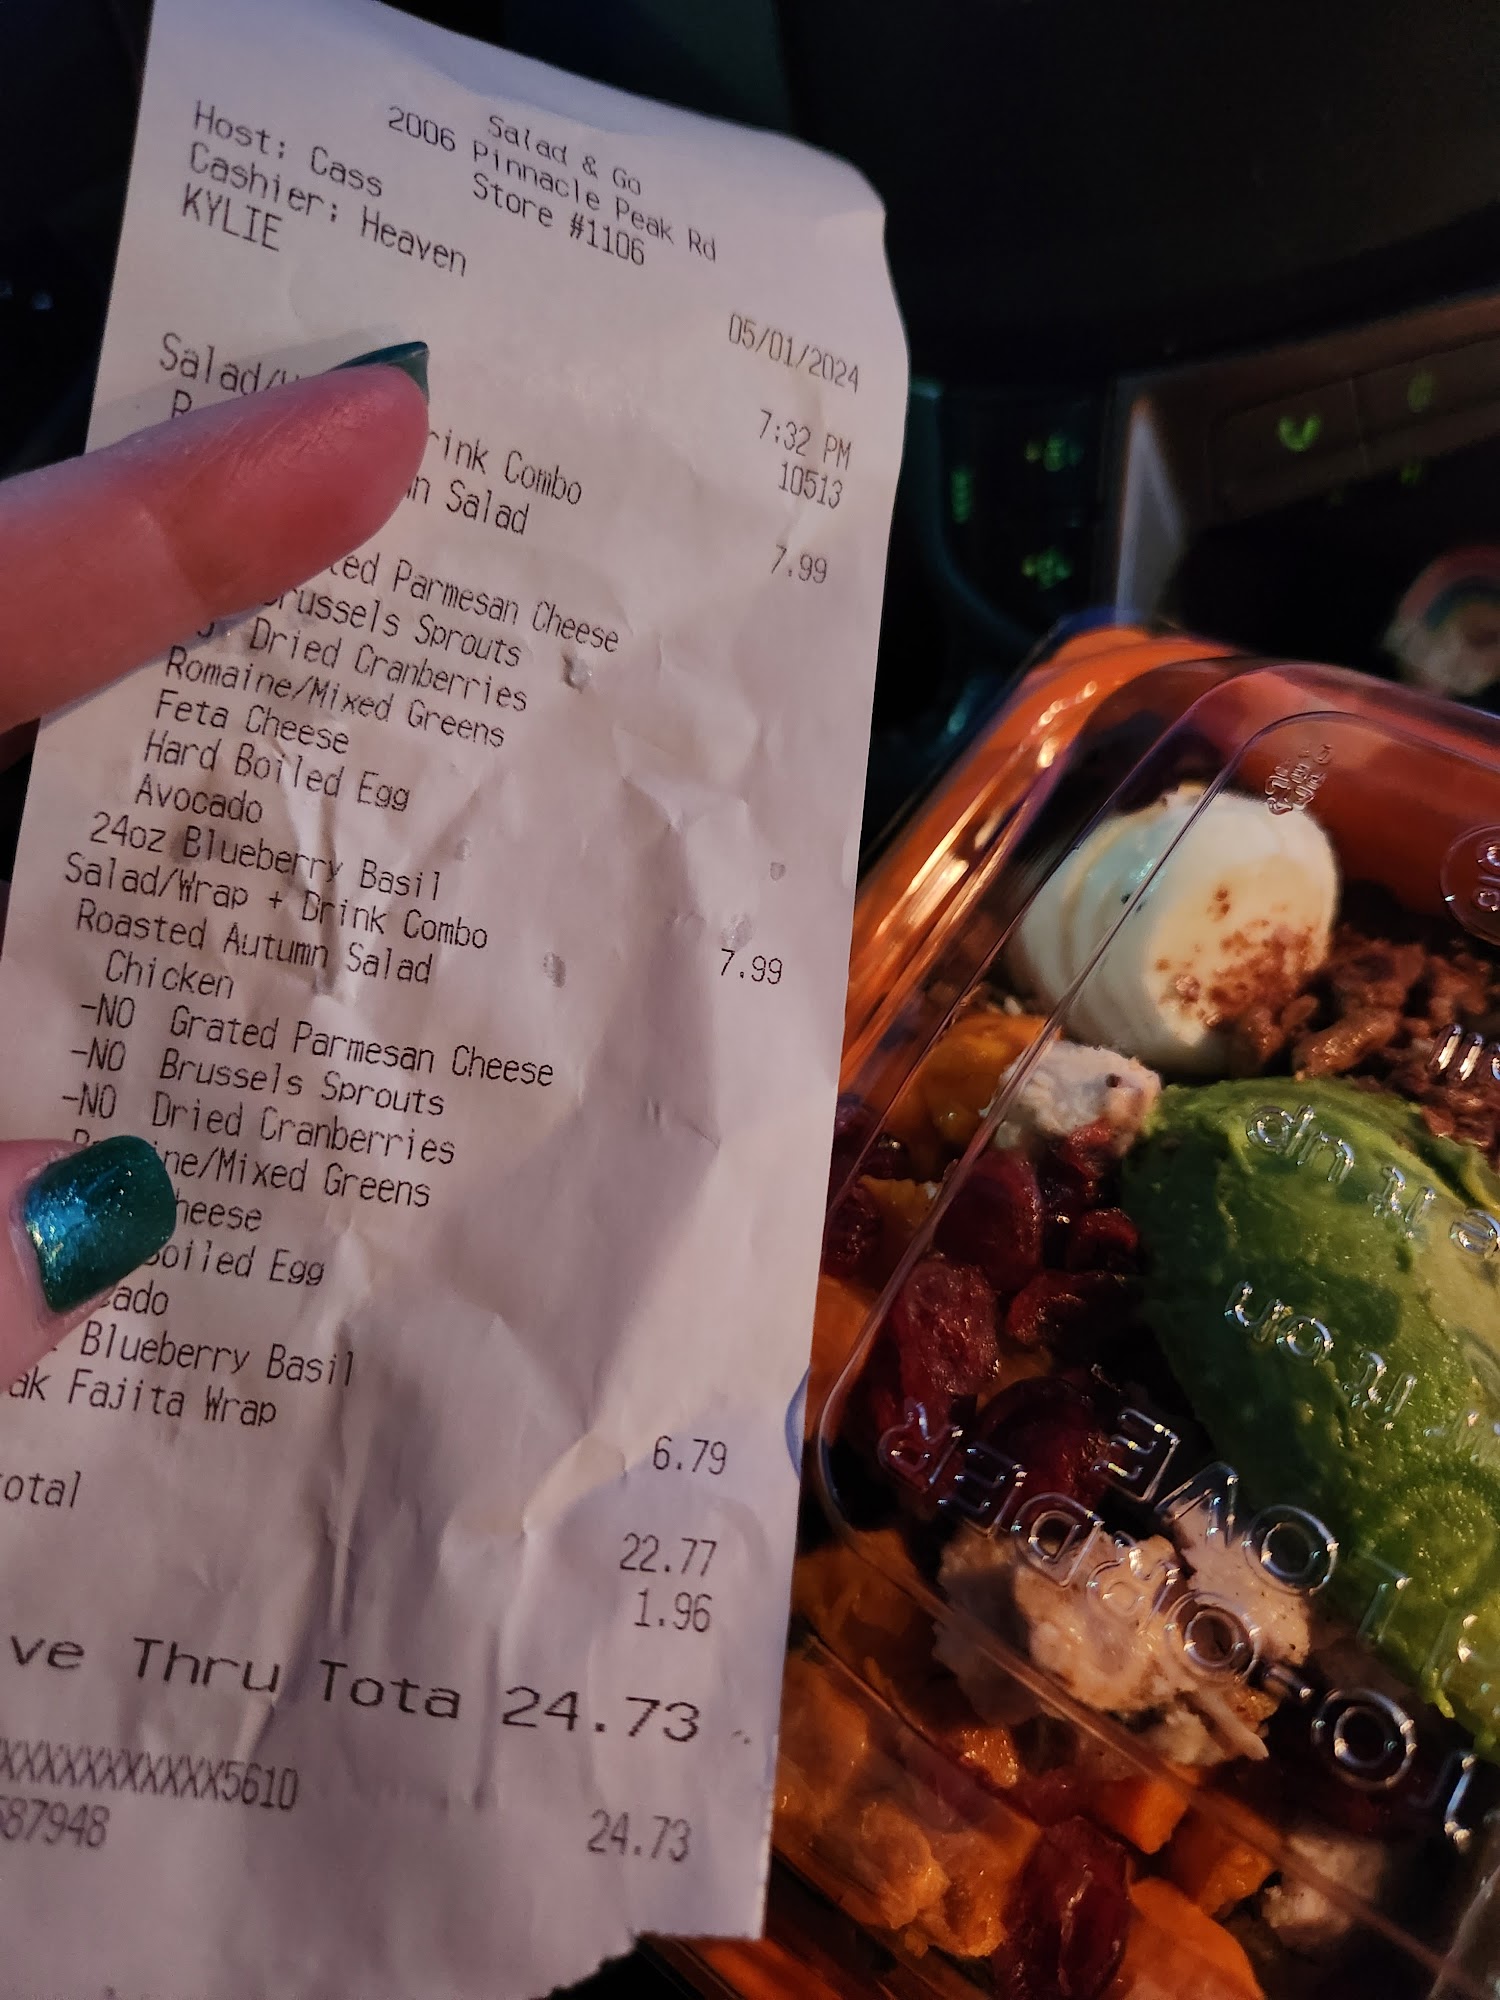 Salad & Go
2006 Pinnacle Peak Rd
Store #1106
Host: Cass
Cashier: Heaven
KYLIE
05/01/2024
7:32 PM
10513
Salad/ rink Combo 7.99
n Salad
ted Parmesan Cheese
russels Sprouts
Dried Cranberries
Romaine/Mixed Greens
Feta Cheese
Hard Boiled Egg
Avocado
24oz Blueberry Basil
Salad/Wrap + Drink Combo 7.99
Roasted Autumn Salad
Chicken
-NO Grated Parmesan Cheese
-NO Brussels Sprouts
-NO Dried Cranberries
ne/Mixed Greens
heese
oiled Egg
cado
Blueberry Basil
ak Fajita Wrap 6.79
otal 22.77
1.96
ve Thru Tota 24.73
XXXXXXXXXXX5610 24.73
587948